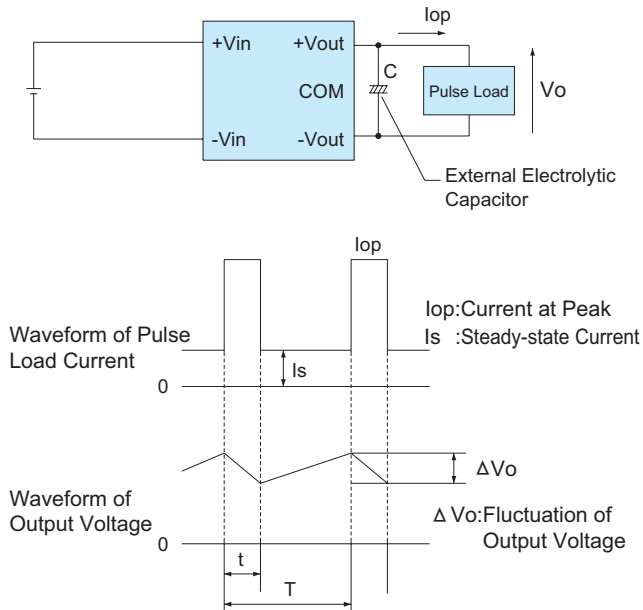 Iop
+Vin
+Vout
C
COM
Pulse Load
Vo
-Vin
-Vout
External Electrolytic
Capacitor
Iop
Iop:Current at Peak
Is :Steady-state Current
Waveform of Pulse
Load Current
Is
0
ΔVo
Waveform of
Output Voltage
ΔVo:Fluctuation of
Output Voltage
0
t
T